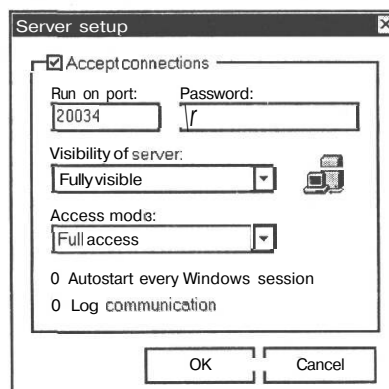 Server setup
Accept connections
Run on port: Password:
20034 r
Visibility of server:
Fully visible
Access mode:
Full access
0 Autostart every Windows session
0 Log communication
OK Cancel